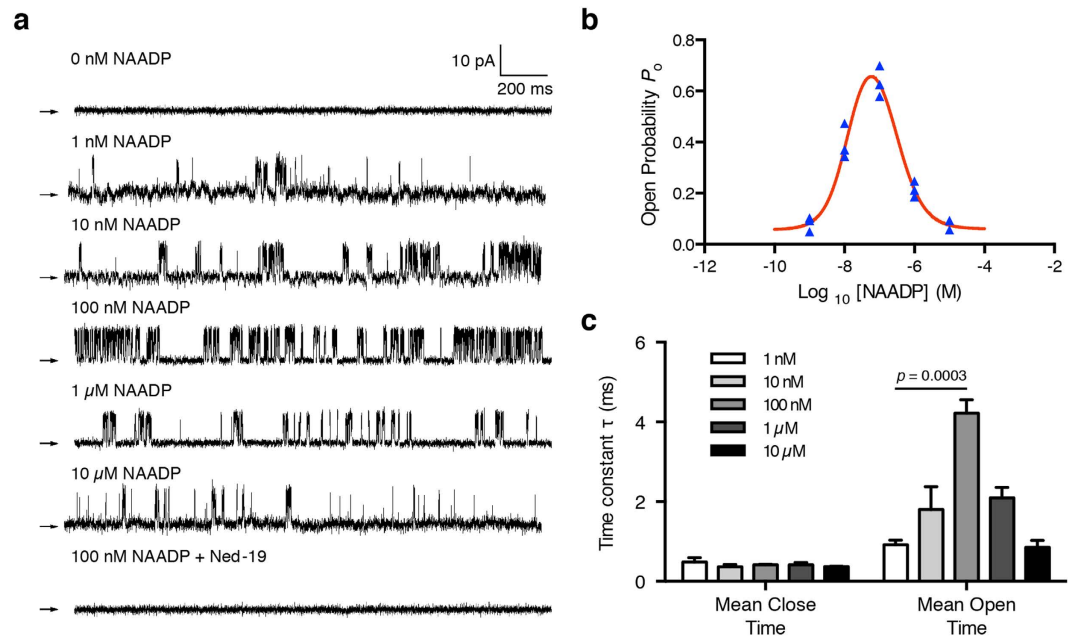 a
0 nM NAADP
10 pA
200 ms
1 nM NAADP
10 nM NAADP
100 nM NAADP
1 µM NAADP
10 µM NAADP
100 nM NAADP + Ned-19
b
Open Probability Po
0.8
0.6
0.4
0.2
0.0
-12
-10
-8
-6
-4
-2
Log 10 [NAADP] (M)
c
Time constant τ (ms)
6
4
2
0
1 nM
10 nM
100 nM
1 µM
10 µM
p = 0.0003
Mean Close
Time
Mean Open
Time